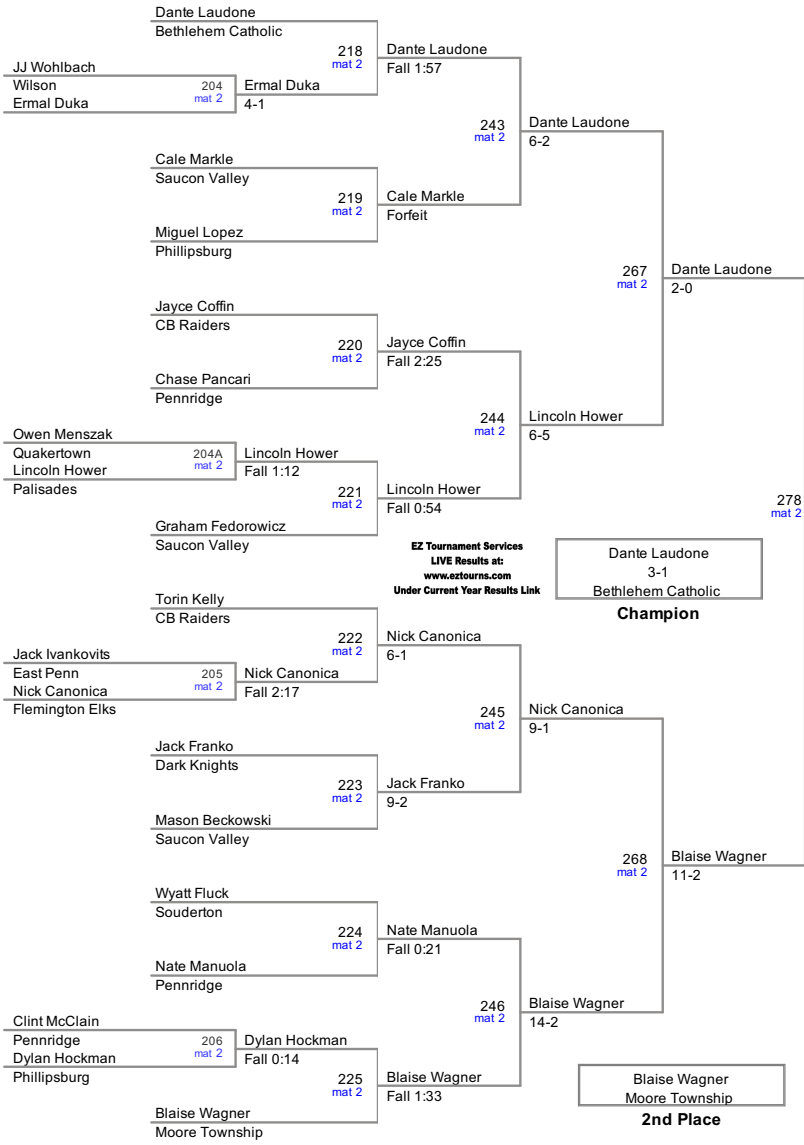 Dante Laudone
Bethlehem Catholic
218
mat 2
Dante Laudone
Fall 1:57
JJ Wohlbach
Wilson
204
mat 2
Ermal Duka
Ermal Duka
4-1
243
mat 2
Dante Laudone
6-2
Cale Markle
Saucon Valley
219
mat 2
Cale Markle
Forfeit
Miguel Lopez
Phillipsburg
267
mat 2
Dante Laudone
2-0
Jayce Coffin
CB Raiders
220
mat 2
Jayce Coffin
Fall 2:25
Chase Pancari
Pennridge
244
mat 2
Lincoln Hower
6-5
Owen Menszak
Quakertown
204A
mat 2
Lincoln Hower
Palisades
Lincoln Hower
Fall 1:12
221
mat 2
Lincoln Hower
Fall 0:54
Graham Fedorowicz
Saucon Valley
278
mat 2
EZ Tournament Services
LIVE Results at:
www.eztourns.com
Under Current Year Results Link
Dante Laudone
3-1
Bethlehem Catholic
Champion
Torin Kelly
CB Raiders
222
mat 2
Nick Canonica
6-1
Jack Ivankovits
East Penn
205
mat 2
Nick Canonica
Flemington Elks
Nick Canonica
Fall 2:17
245
mat 2
Nick Canonica
9-1
Jack Franko
Dark Knights
223
mat 2
Jack Franko
9-2
Mason Beckowski
Saucon Valley
268
mat 2
Blaise Wagner
11-2
Wyatt Fluck
Souderton
224
mat 2
Nate Manuola
Fall 0:21
Nate Manuola
Pennridge
246
mat 2
Blaise Wagner
14-2
Clint McClain
Pennridge
206
mat 2
Dylan Hockman
Phillipsburg
Dylan Hockman
Fall 0:14
225
mat 2
Blaise Wagner
Fall 1:33
Blaise Wagner
Moore Township
Blaise Wagner
Moore Township
2nd Place